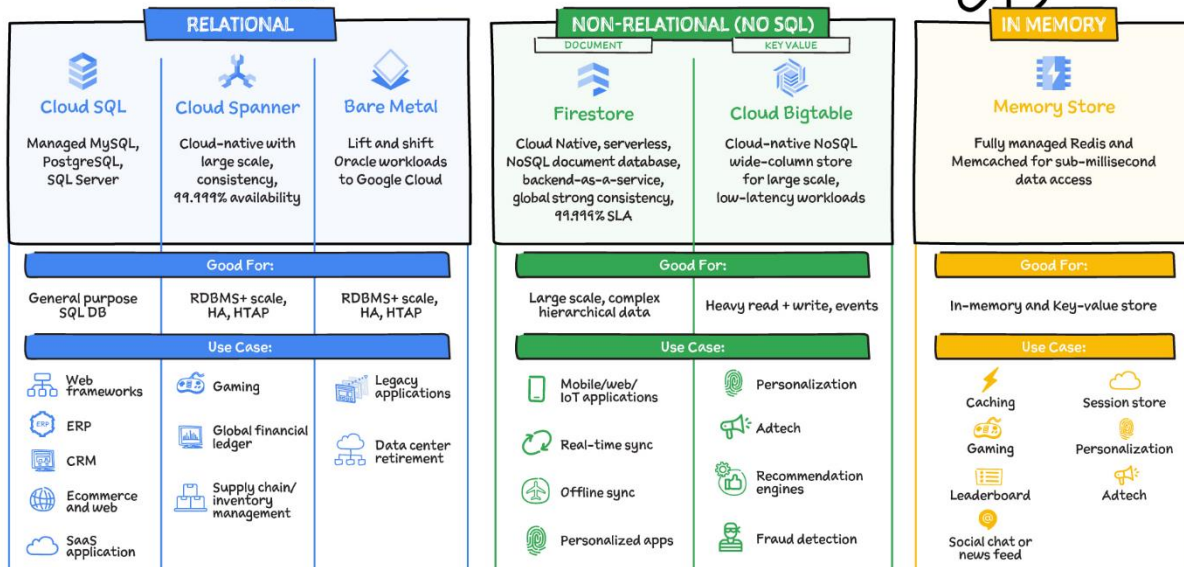 RELATIONAL
Cloud SQL
Managed MySQL,
PostgreSQL,
SQL Server
Cloud Spanner
Cloud-native with
large scale,
consistency,
99.999% availability
Bare Metal
Lift and shift
Oracle workloads
to Google Cloud
Good For:
General purpose
SQL DB
RDBMS+ scale,
HA, HTAP
RDBMS+ scale,
HA, HTAP
Use Case:
Web
frameworks
ERP
ERP
CRM
Ecommerce
and web
SaaS
application
Gaming
Global financial
ledger
Supply chain/
inventory
management
Legacy
applications
Data center
retirement
NON-RELATIONAL (NO SQL)
DOCUMENT
KEY VALUE
Firestore
Cloud Native, serverless,
NoSQL document database,
backend-as-a-service,
global strong consistency,
99.999% SLA
Cloud Bigtable
Cloud-native NoSQL
wide-column store
for large scale,
low-latency workloads
Good For:
Large scale, complex
hierarchical data
Heavy read + write, events
Use Case:
Mobile/web/
IoT applications
Real-time sync
Offline sync
Personalized apps
Personalization
Adtech
Recommendation
engines
Fraud detection
IN MEMORY
Memory Store
Fully managed Redis and
Memcached for sub-millisecond
data access
Good For:
In-memory and Key-value store
Use Case:
Caching
Session store
Gaming
Personalization
Leaderboard
Adtech
@
Social chat or
news feed